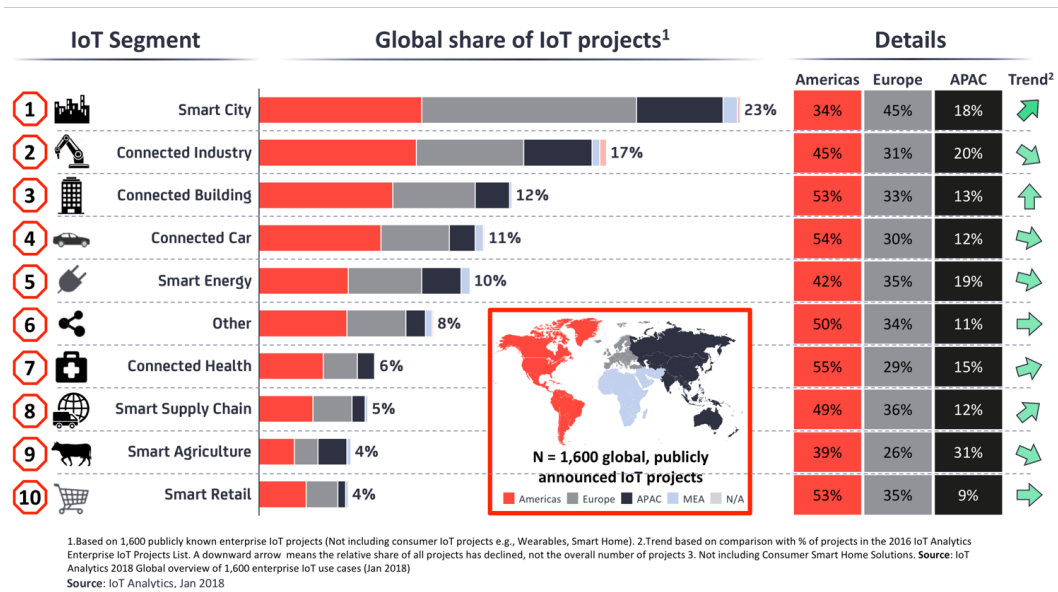 IoT Segment Global share of IoT projects1 Details
Americas Europe APAC Trend2
1 Smart City 23% 34% 45% 18%
2 Connected Industry 17% 45% 31% 20%
3 Connected Building 12% 53% 33% 13%
4 Connected Car 11% 54% 30% 12%
5 Smart Energy 10% 42% 35% 19%
6 Other 8% 50% 34% 11%
7 Connected Health 6% 55% 29% 15%
8 Smart Supply Chain 5% 49% 36% 12%
9 Smart Agriculture 4% 39% 26% 31%
10 Smart Retail 4% 53% 35% 9%
N = 1,600 global, publicly
announced IoT projects
Americas Europe APAC MEA N/A
1.Based on 1,600 publicly known enterprise IoT projects (Not including consumer IoT projects e.g., Wearables, Smart Home). 2.Trend based on comparison with % of projects in the 2016 IoT Analytics
Enterprise IoT Projects List. A downward arrow means the relative share of all projects has declined, not the overall number of projects 3. Not including Consumer Smart Home Solutions. Source: IoT
Analytics 2018 Global overview of 1,600 enterprise IoT use cases (Jan 2018)
Source: IoT Analytics, Jan 2018